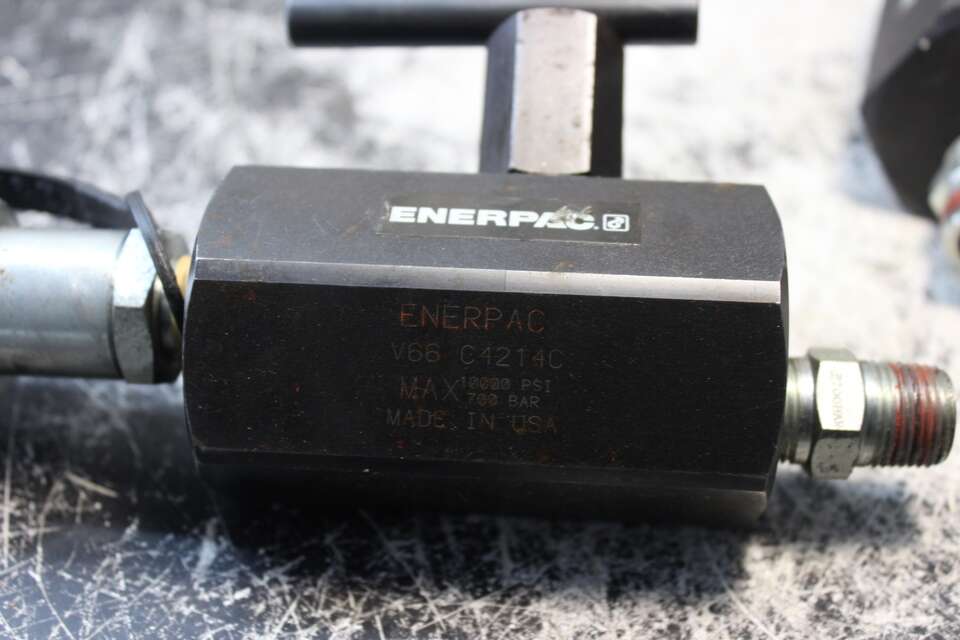 ENERPAC
ENERPAC
V66 C4214C
MAX 10000 PSI
700 BAR
MADE IN USA